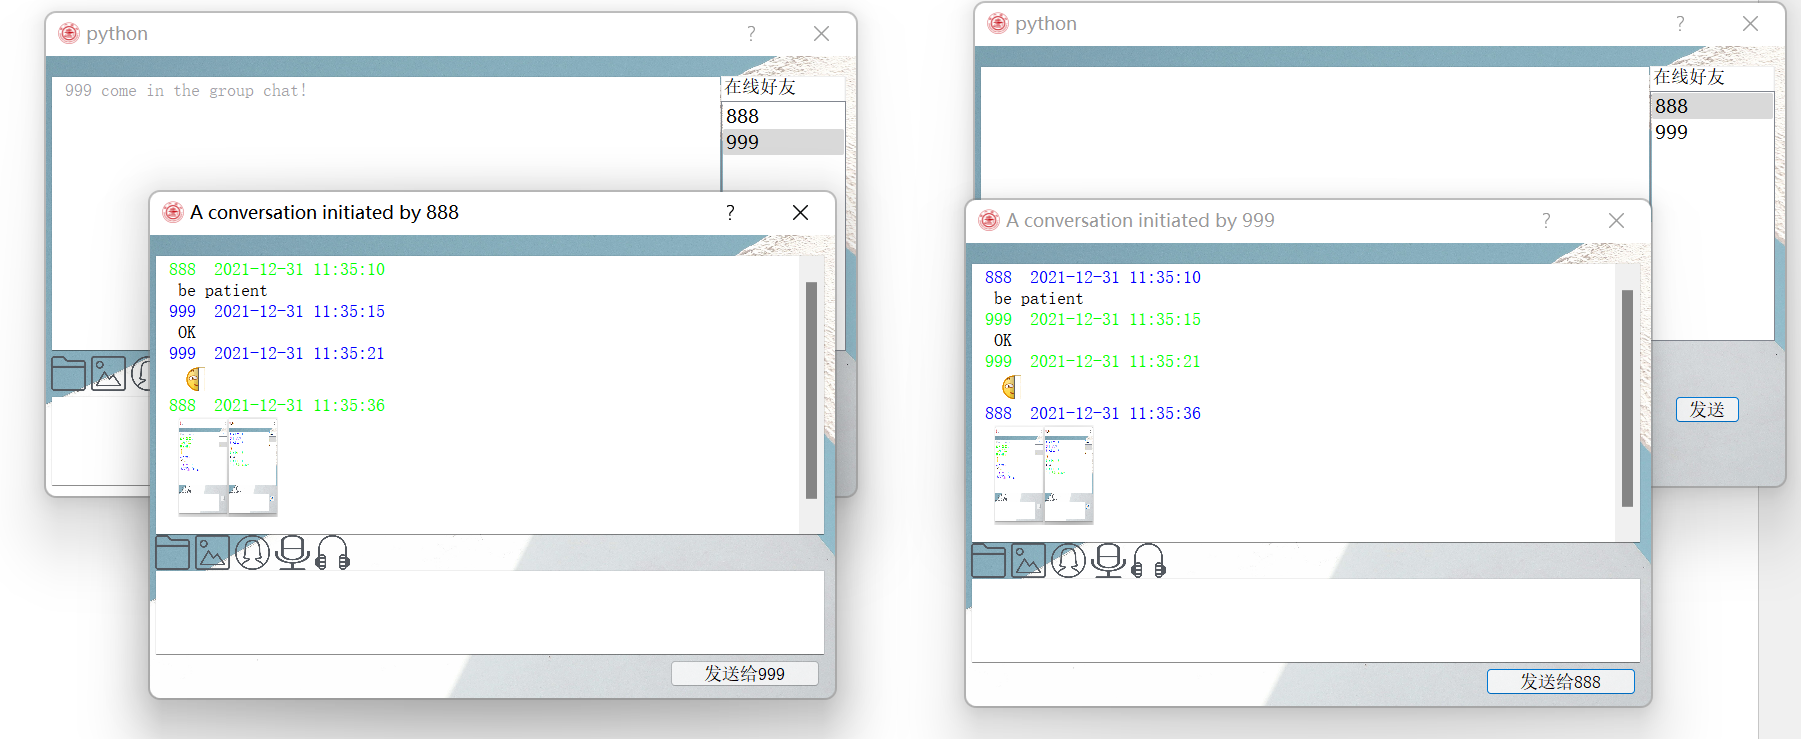 python
999 come in the group chat!
在线好友
888
999
A conversation initiated by 888
888 2021-12-31 11:35:10
be patient
999 2021-12-31 11:35:15
OK
999 2021-12-31 11:35:21
888 2021-12-31 11:35:36
发送给999
python
在线好友
888
999
发送
A conversation initiated by 999
888 2021-12-31 11:35:10
be patient
999 2021-12-31 11:35:15
OK
999 2021-12-31 11:35:21
888 2021-12-31 11:35:36
发送给888